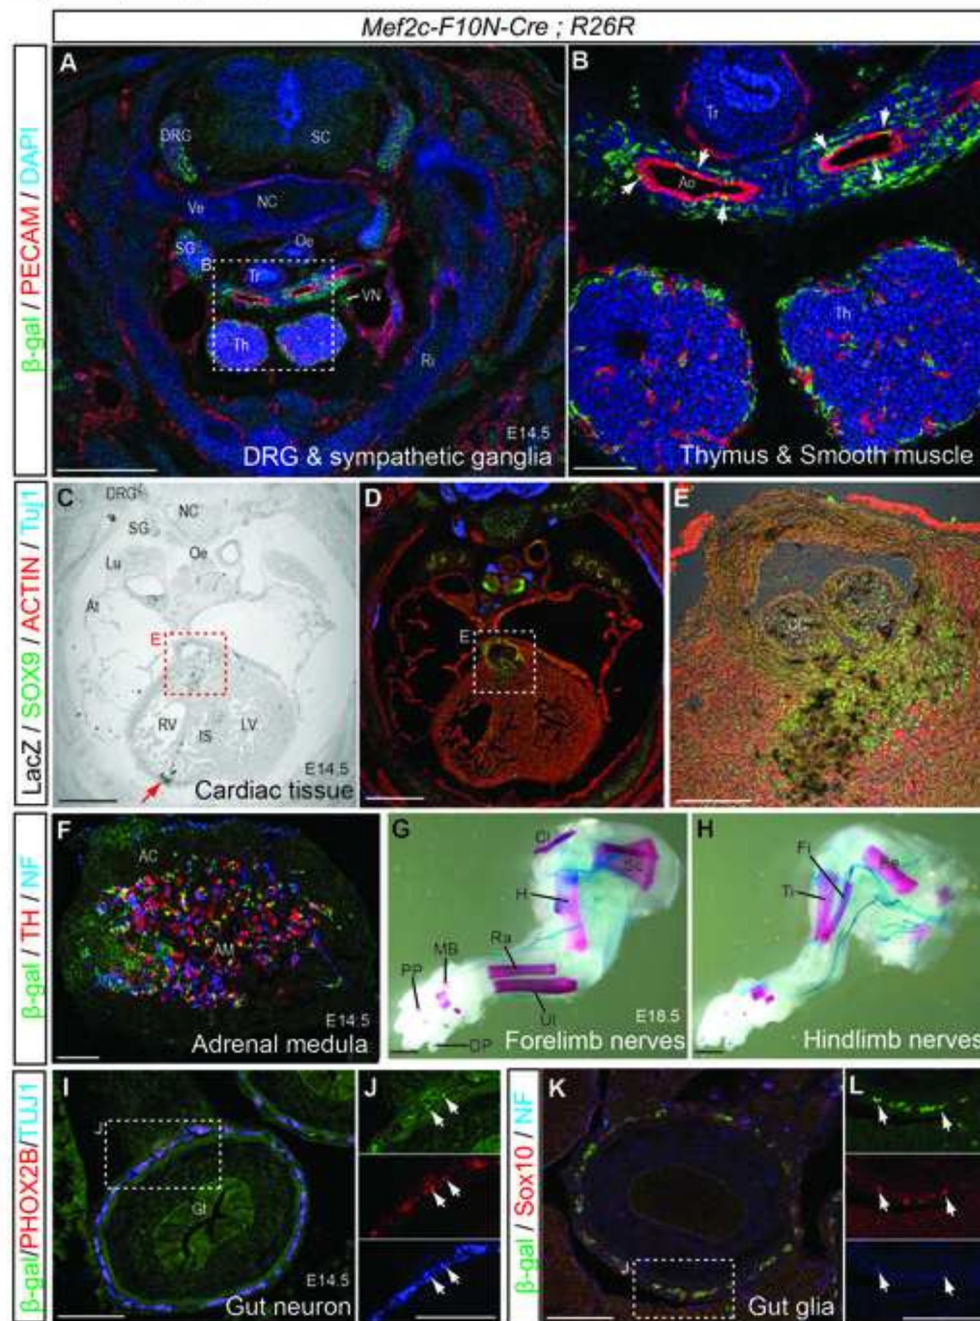 Mef2c-F10N-Cre ; R26R
β-gal / PECAM / DAPI
A
DRG
SC
Ve
NC
SG
Oe
B
Tr
VN
Th
Ri
E14.5
DRG & sympathetic ganglia
B
Tr
Ao
Th
Thymus & Smooth muscle
LacZ / SOX9 / ACTIN / Tuj1
C
DRG
NC
SG
Oe
Lu
At
E
RV
IS
LV
E14.5
Cardiac tissue
D
E
E
β-gal / TH / NF
F
AC
AM
E14.5
Adrenal medula
G
Cl
Sc
H
Ra
MB
PP
Ul
DP
E18.5
Forelimb nerves
H
Fi
Fe
Ti
Hindlimb nerves
β-gal/PHOX2B/TUJ1
I
J
Gt
E14.5
Gut neuron
J
β-gal / Sox10 / NF
K
J
Gut glia
L